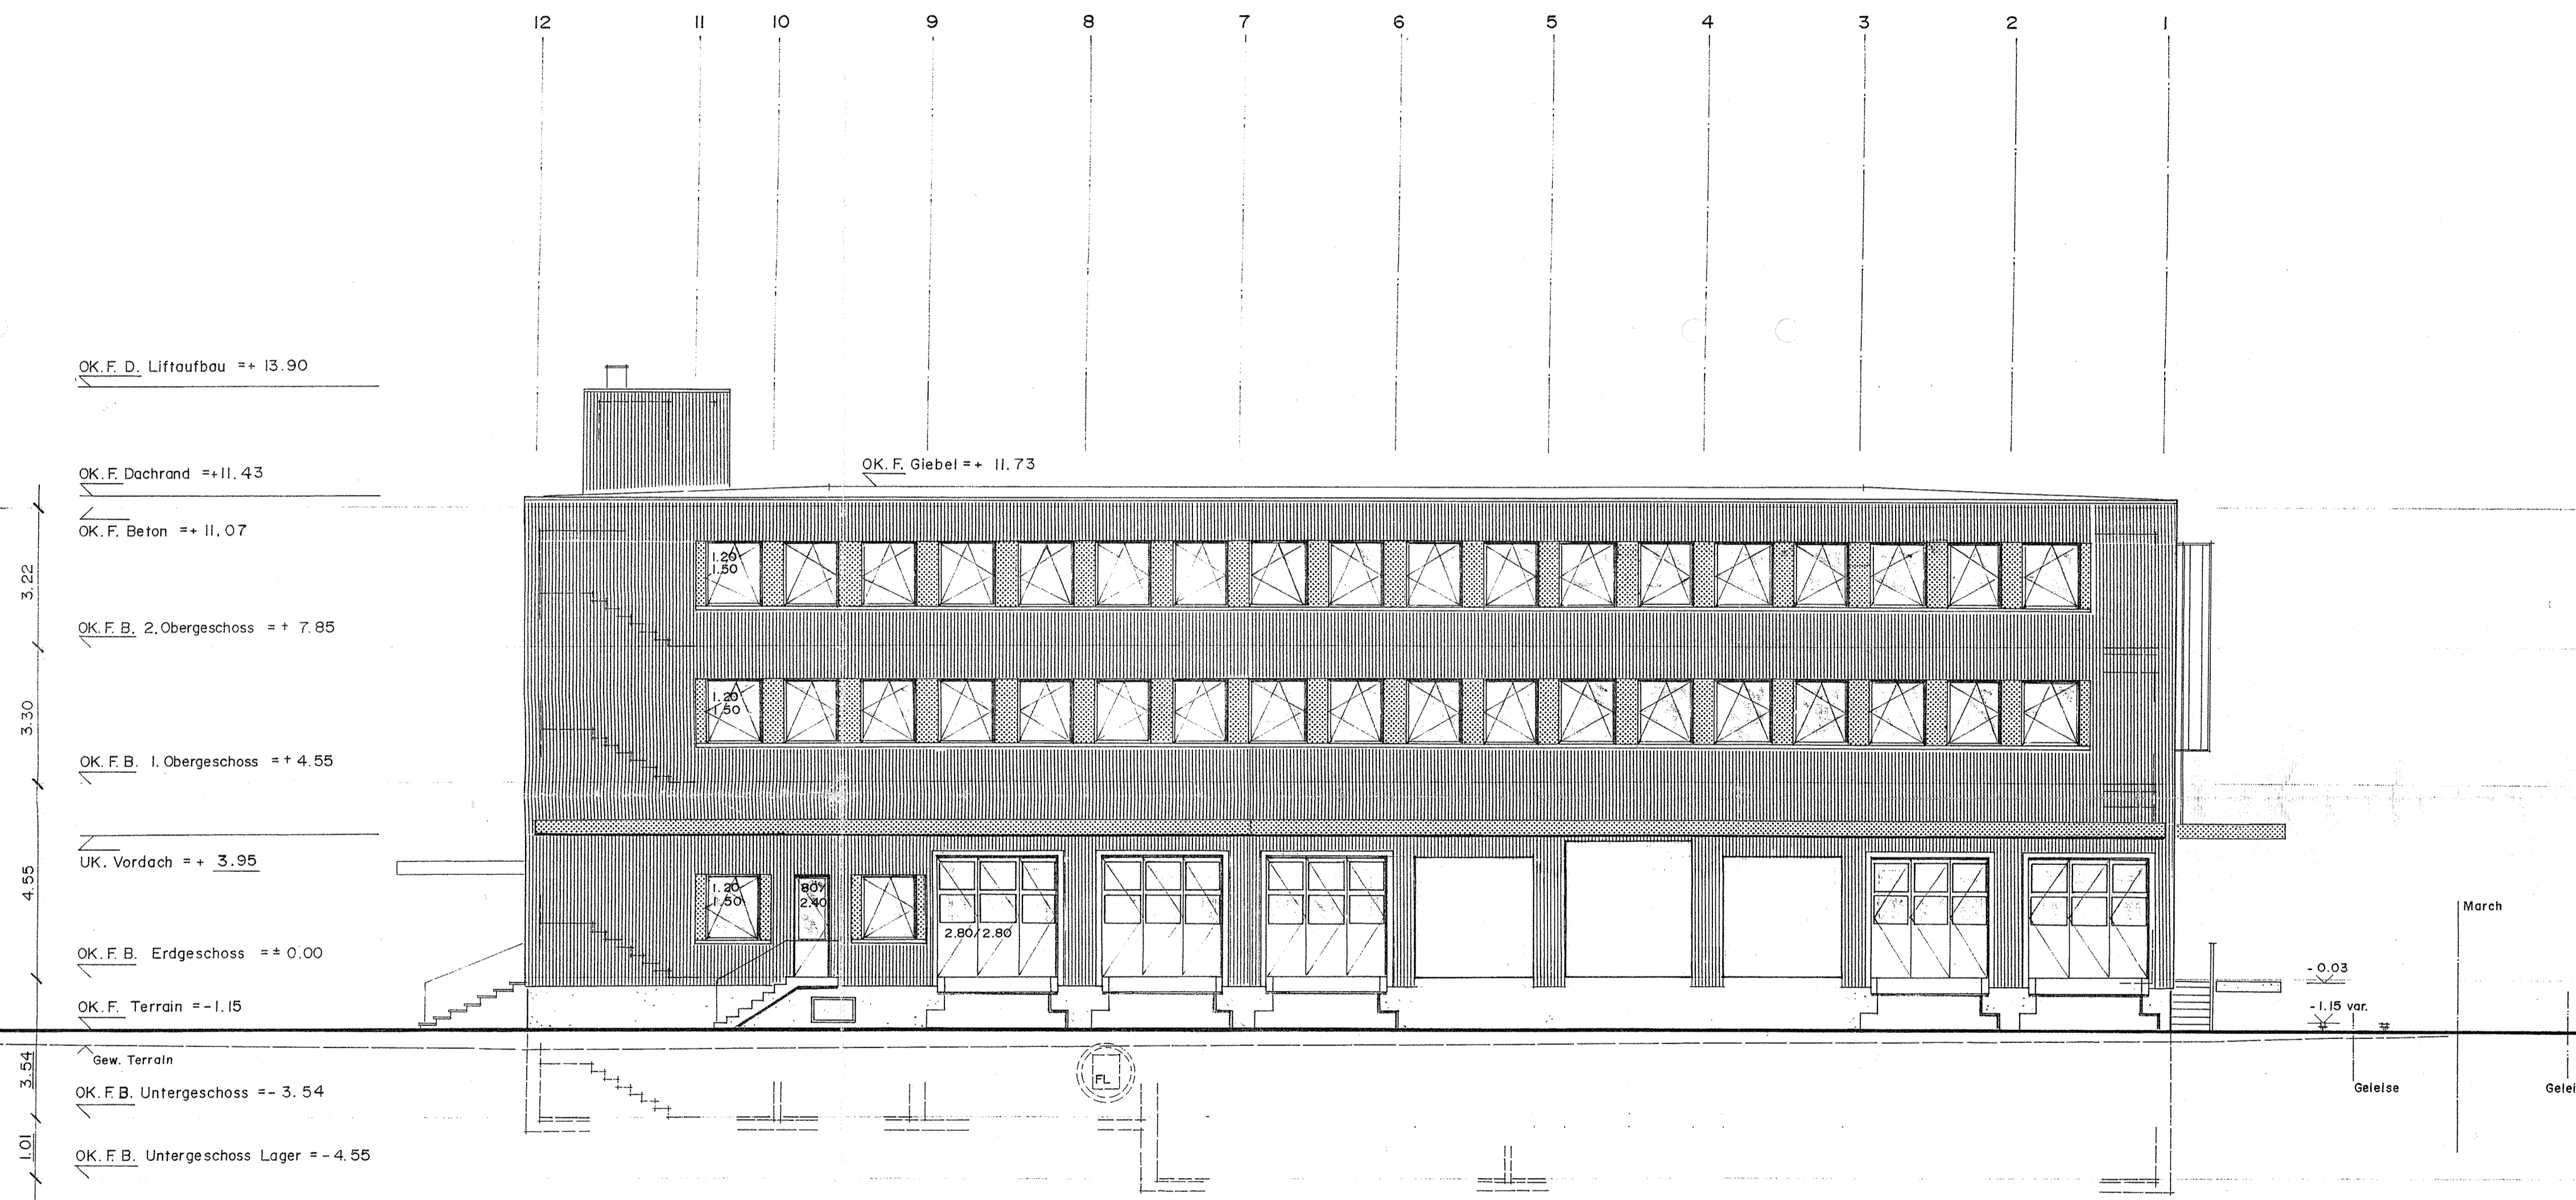 12 11 10 9 8 7 6 5 4 3 2 1
OK. F. D. Liftaufbau =+ 13.90
OK. F. Dachrand =+11.43
OK. F. Giebel =+ 11.73
OK. F. Beton =+ 11.07
1.20
1.50
3.22
OK. F. B. 2. Obergeschoss =+ 7.85
1.20
1.50
3.30
OK. F. B. 1. Obergeschoss =+ 4.55
UK. Vordach =+ 3.95
4.55
1.20
1.50
80/
2.40
2.80/2.80
March
OK. F. B. Erdgeschoss =± 0.00
- 0.03
OK. F. Terrain =-1.15
-1.15 var.
Gew. Terrain
3.54
FL
OK. F. B. Untergeschoss =- 3.54
Geleise
Gelei
1.01
OK. F. B. Untergeschoss Lager =- 4.55